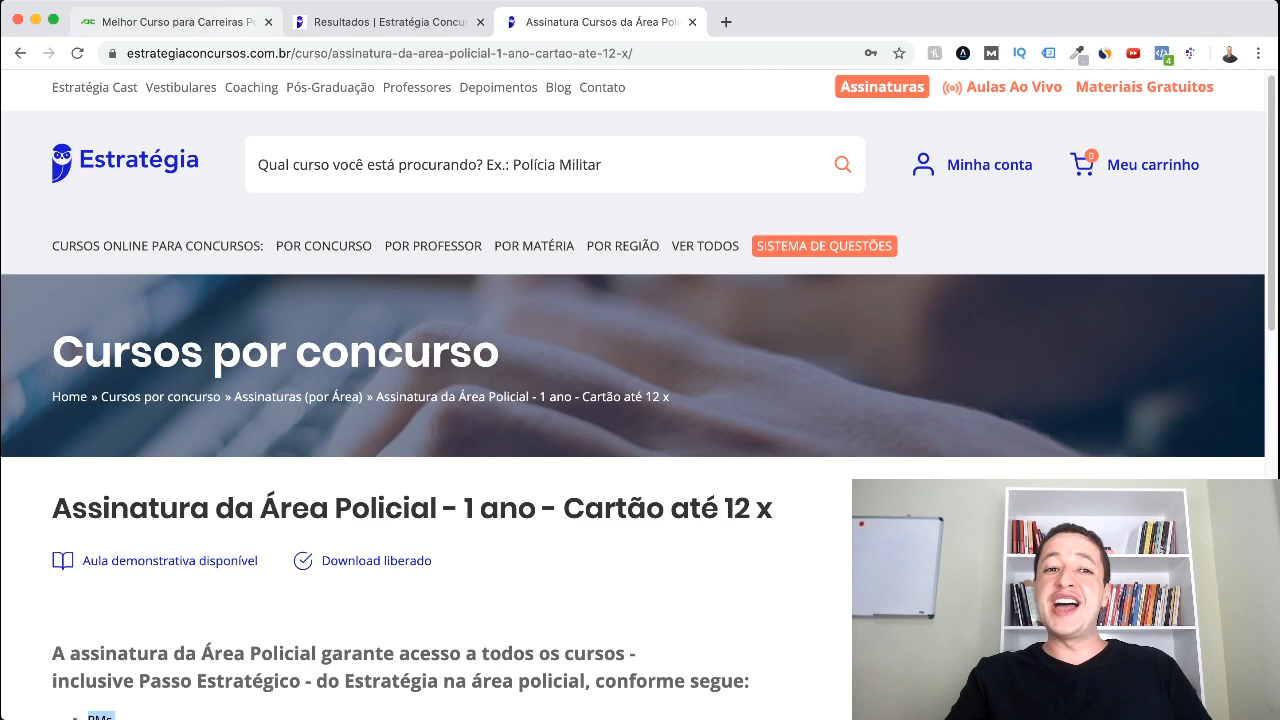 Melhor Curso para Carreiras Po
Resultados | Estratégia Concur
Assinatura Cursos da Área Poli
estrategiaconcursos.com.br/curso/assinatura-da-area-policial-1-ano-cartao-ate-12-x/
Estratégia Cast Vestibulares Coaching Pós-Graduação Professores Depoimentos Blog Contato
Assinaturas Aulas Ao Vivo Materiais Gratuitos
Estratégia
Qual curso você está procurando? Ex.: Polícia Militar
Minha conta
0
Meu carrinho
CURSOS ONLINE PARA CONCURSOS: POR CONCURSO POR PROFESSOR POR MATÉRIA POR REGIÃO VER TODOS SISTEMA DE QUESTÕES
Cursos por concurso
Home » Cursos por concurso » Assinaturas (por Área) » Assinatura da Área Policial - 1 ano - Cartão até 12 x
Assinatura da Área Policial - 1 ano - Cartão até 12 x
Aula demonstrativa disponível Download liberado
A assinatura da Área Policial garante acesso a todos os cursos -
inclusive Passo Estratégico - do Estratégia na área policial, conforme segue:
PMs